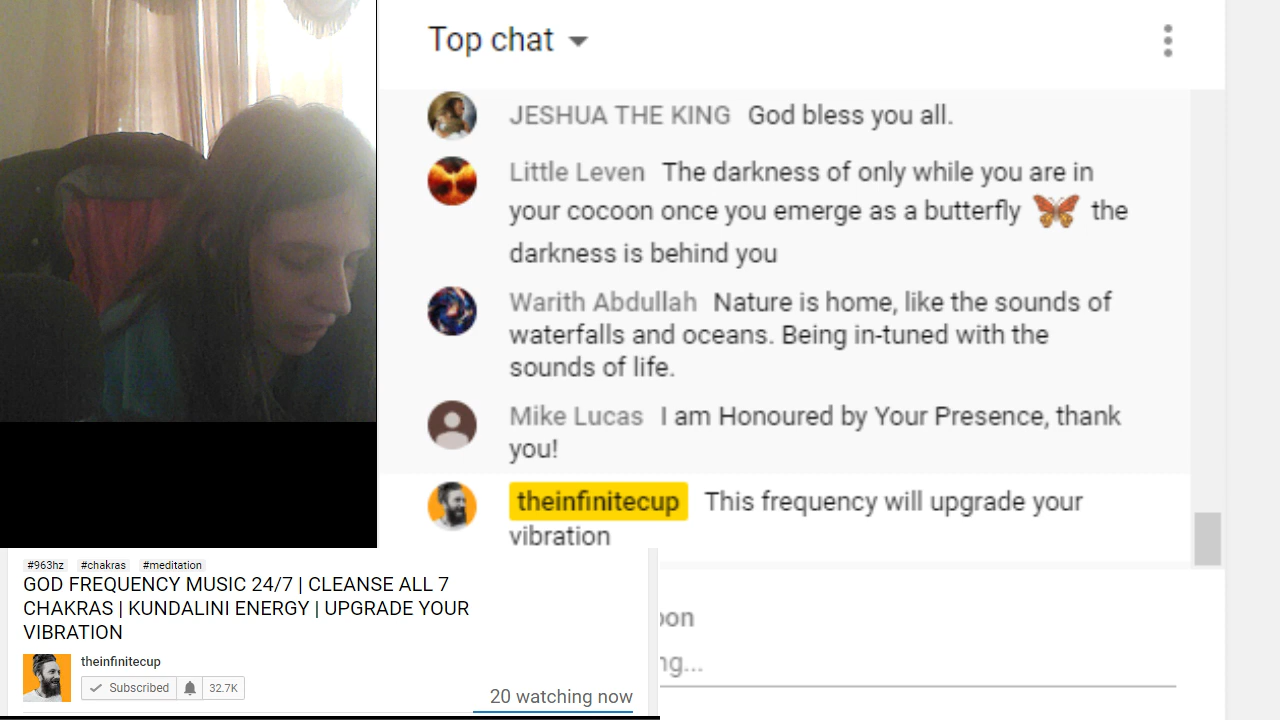 Top chat
JESHUA THE KING God bless you all.
Little Leven The darkness of only while you are in
your cocoon once you emerge as a butterfly 🦋 the
darkness is behind you
Warith Abdullah Nature is home, like the sounds of
waterfalls and oceans. Being in-tuned with the
sounds of life.
Mike Lucas I am Honoured by Your Presence, thank
you!
theinfinitecup This frequency will upgrade your
vibration
#963hz #chakras #meditation
GOD FREQUENCY MUSIC 24/7 | CLEANSE ALL 7
CHAKRAS | KUNDALINI ENERGY | UPGRADE YOUR
VIBRATION
theinfinitecup
Subscribed 32.7K
20 watching now